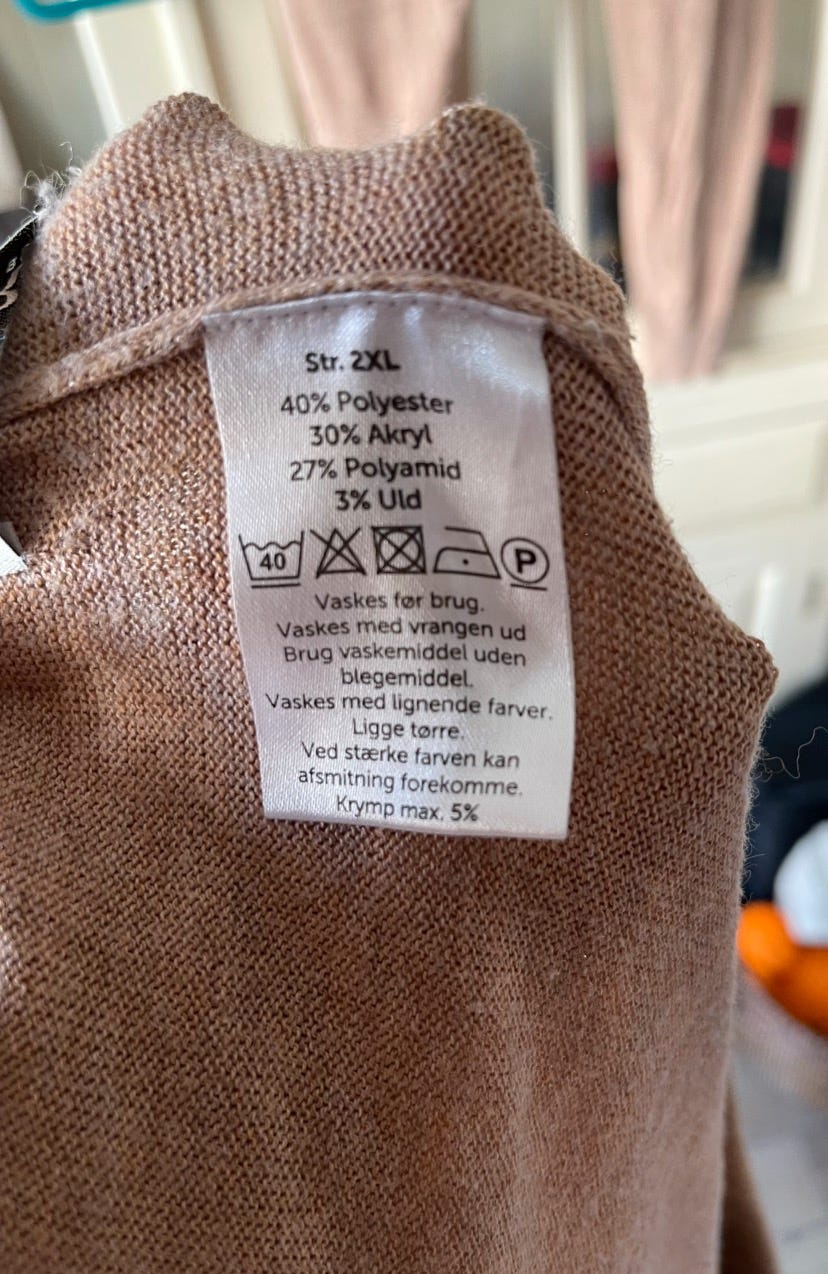 Str. 2XL
40% Polyester
30% Akryl
27% Polyamid
3% Uld
40 P
Vaskes før brug.
Vaskes med vrangen ud
Brug vaskemiddel uden
blegemiddel.
Vaskes med lignende farver.
Ligge tørre.
Ved stærke farven kan
afsmitning forekomme.
Krymp max. 5%